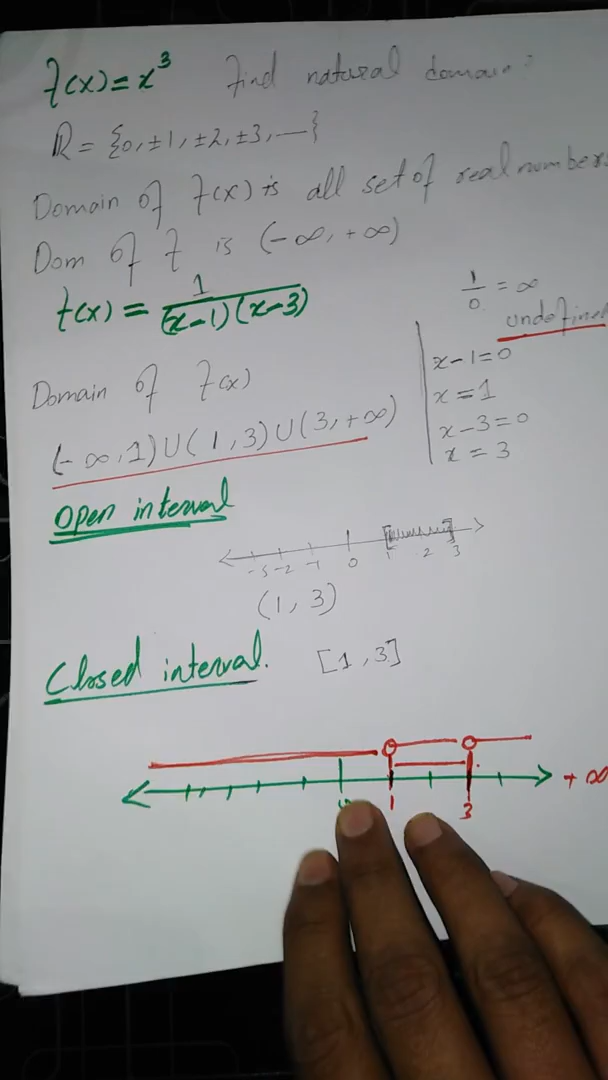 f(x) = x³ Find natural domain?
ℝ = {0, ±1, ±2, ±3, —}
Domain of f(x) is all set of real numbers
Dom of f is (-∞, +∞)
f(x) = 1/(x-1)(x-3)
1/0 = ∞
undefined
x-1=0
x = 1
x-3=0
x = 3
Domain of f(x)
(-∞, 1) U (1, 3) U (3, +∞)
Open interval
-2 -1 0 1 2 3
(1, 3)
Closed interval. [1, 3]
1 3 +∞